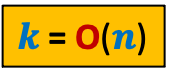 k = O(n)